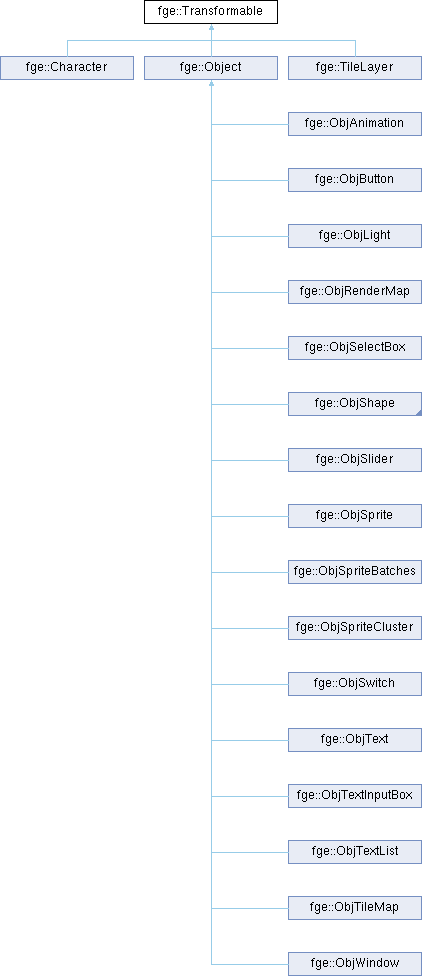 fge::Transformable
fge::Character
fge::Object
fge::TileLayer
fge::ObjAnimation
fge::ObjButton
fge::ObjLight
fge::ObjRenderMap
fge::ObjSelectBox
fge::ObjShape
fge::ObjSlider
fge::ObjSprite
fge::ObjSpriteBatches
fge::ObjSpriteCluster
fge::ObjSwitch
fge::ObjText
fge::ObjTextInputBox
fge::ObjTextList
fge::ObjTileMap
fge::ObjWindow